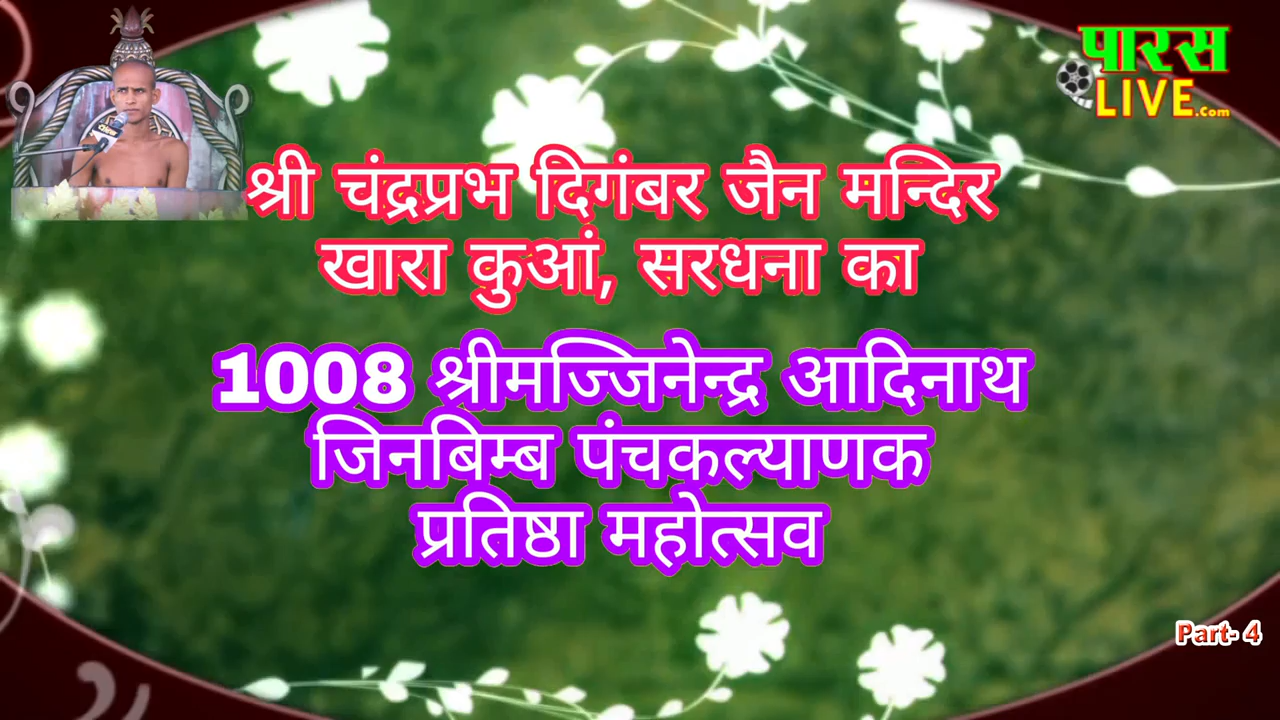 पारस
LIVE.com
श्री चंद्रप्रभ दिगंबर जैन मन्दिर
खारा कुआं, सरधना का
1008 श्रीमज्जिनेन्द्र आदिनाथ
जिनबिम्ब पंचकल्याणक
प्रतिष्ठा महोत्सव
Part- 4